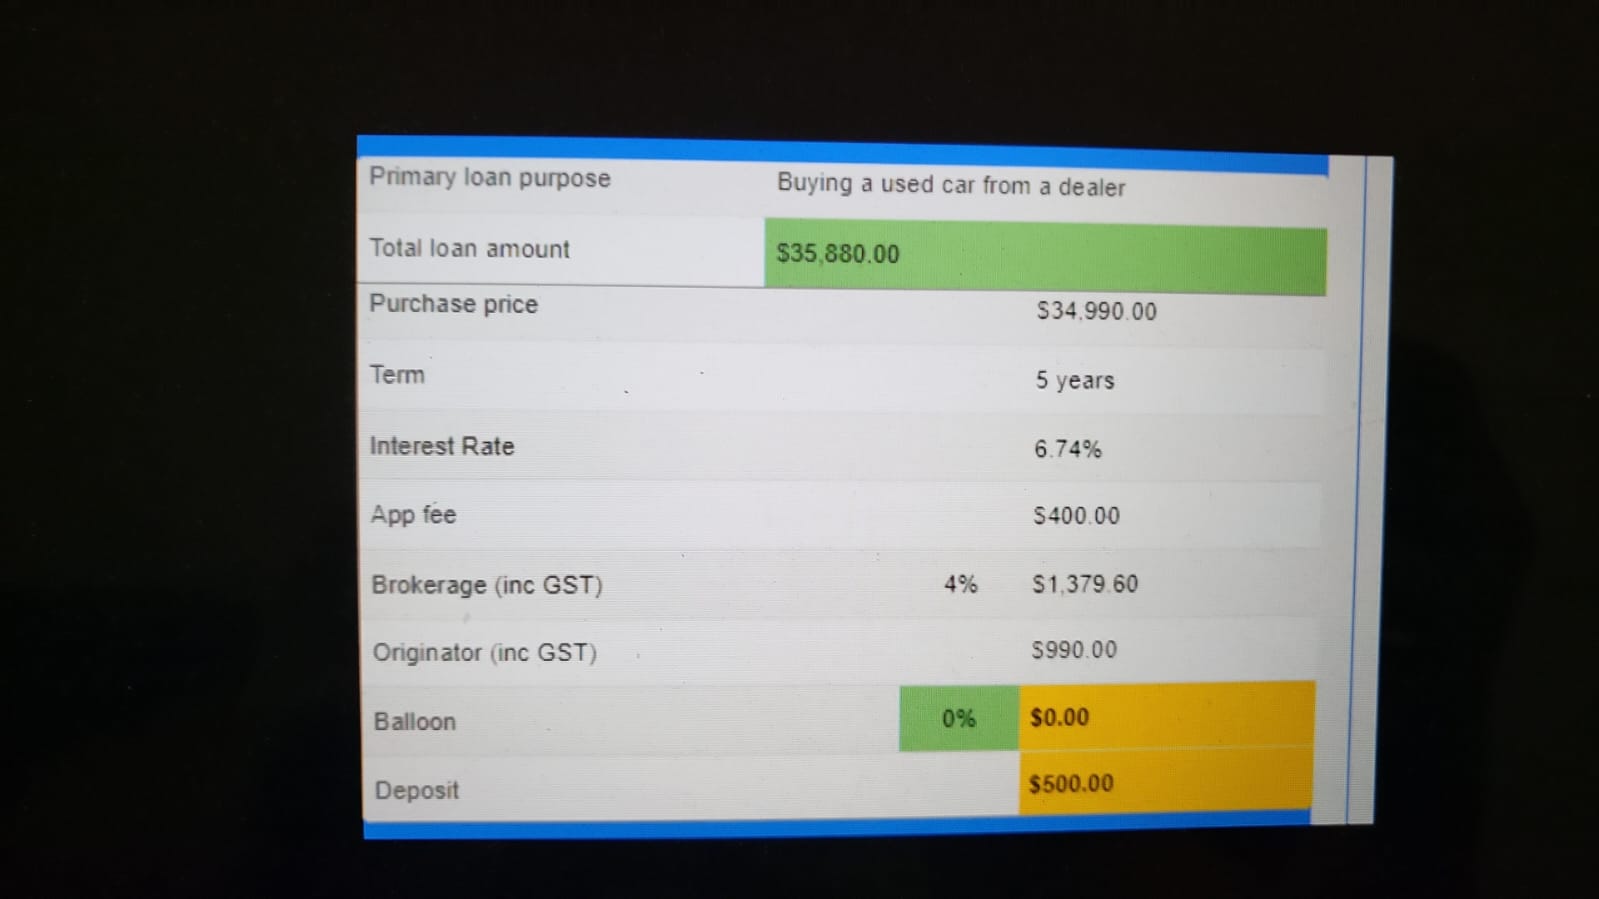 Primary loan purpose Buying a used car from a dealer
Total loan amount $35,880.00
Purchase price $34,990.00
Term 5 years
Interest Rate 6.74%
App fee $400.00
Brokerage (inc GST) 4% $1,379.60
Originator (inc GST) $990.00
Balloon 0% $0.00
Deposit $500.00